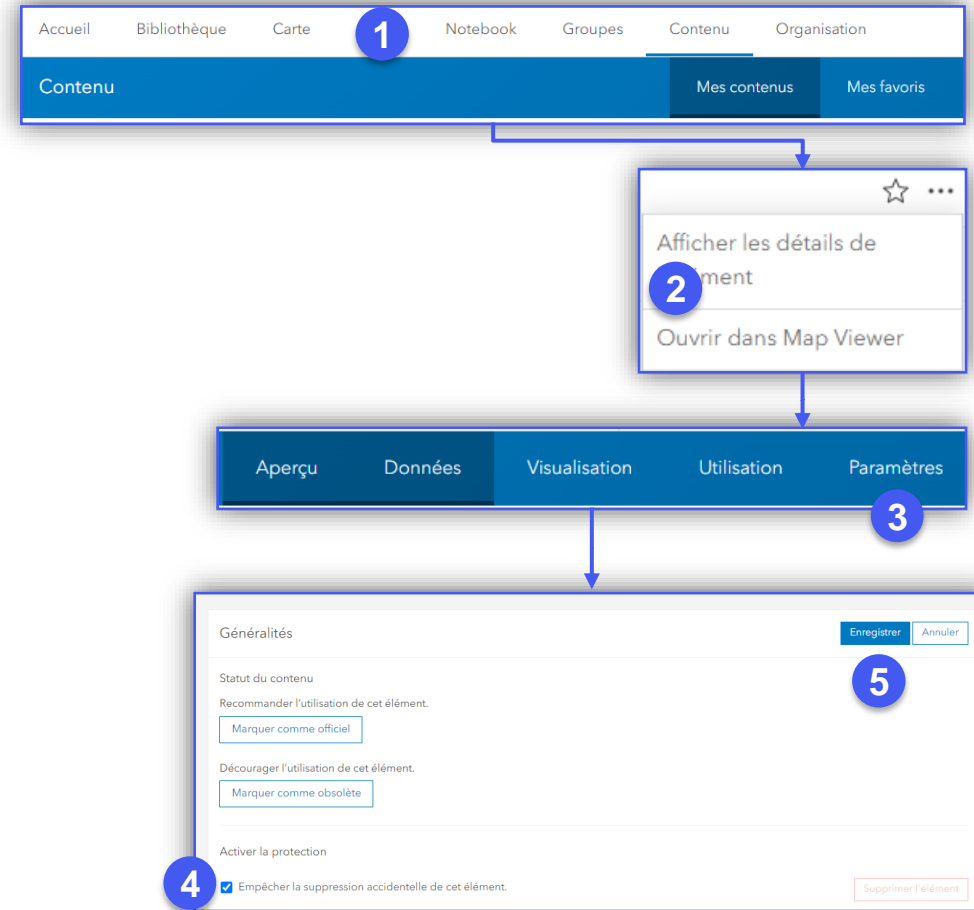 Accueil Bibliothèque Carte 1 Notebook Groupes Contenu Organisation
Contenu Mes contenus Mes favoris
Afficher les détails de
2 ment
Ouvrir dans Map Viewer
Aperçu Données Visualisation Utilisation Paramètres
3
Généralités Enregistrer Annuler
5
Statut du contenu
Recommander l'utilisation de cet élément.
Marquer comme officiel
Décourager l'utilisation de cet élément.
Marquer comme obsolète
Activer la protection
4 Empêcher la suppression accidentelle de cet élément. Supprimer l'élément